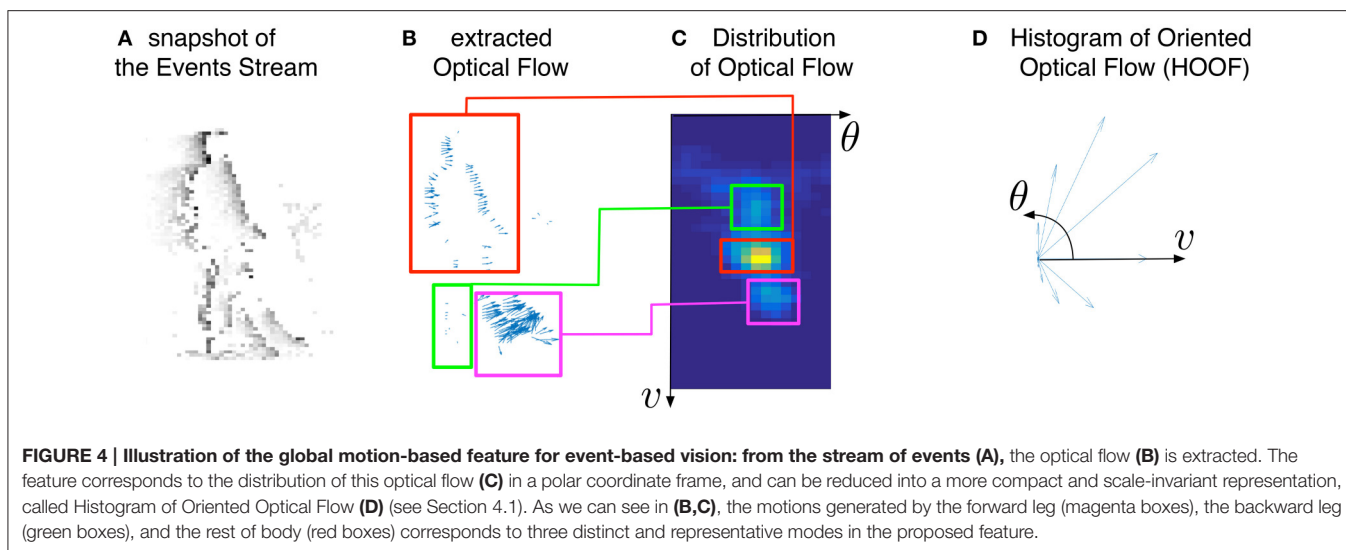 A snapshot of
the Events Stream
B extracted
Optical Flow
C Distribution
of Optical Flow
D Histogram of Oriented
Optical Flow (HOOF)
θ
v
θ
v
FIGURE 4 | Illustration of the global motion-based feature for event-based vision: from the stream of events (A), the optical flow (B) is extracted. The
feature corresponds to the distribution of this optical flow (C) in a polar coordinate frame, and can be reduced into a more compact and scale-invariant representation,
called Histogram of Oriented Optical Flow (D) (see Section 4.1). As we can see in (B,C), the motions generated by the forward leg (magenta boxes), the backward leg
(green boxes), and the rest of body (red boxes) corresponds to three distinct and representative modes in the proposed feature.